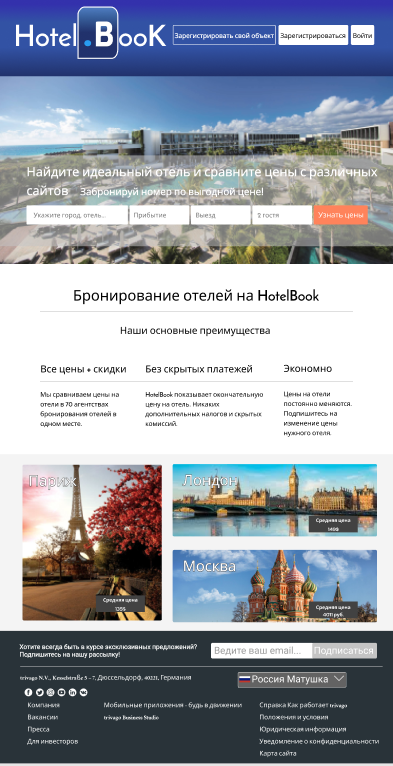 Hotel.BooK
Зарегистрировать свой объект Зарегистрироваться Войти
Найдите идеальный отель и сравните цены с различных
сайтов Забронируй номер по выгодной цене!
Укажите город, отель... Прибытие Выезд 2 гостя Узнать цены
Бронирование отелей на HotelBook
Наши основные преимущества
Все цены + скидки
Мы сравниваем цены на
отели в 70 агентствах
бронирования отелей в
одном месте.
Без скрытых платежей
HotelBook показывает окончательную
цену на отель. Никаких
дополнительных налогов и скрытых
комиссий.
Экономно
Цены на отели
постоянно меняются.
Подпишитесь на
изменение цены
нужного отеля.
Париж
Средняя цена
135$
Лондон
Средняя цена
149$
Москва
Средняя цена
4011 руб.
Хотите всегда быть в курсе эксклюзивных предложений?
Подпишитесь на нашу рассылку!
Ведите ваш email... Подписаться
trivago N.V., Kesselstraße 5 – 7, Дюссельдорф, 40221, Германия
Россия Матушка
Компания
Вакансии
Пресса
Для инвесторов
Мобильные приложения - будь в движении
trivago Business Studio
Справка Как работает trivago
Положения и условия
Юридическая информация
Уведомление о конфиденциальности
Карта сайта